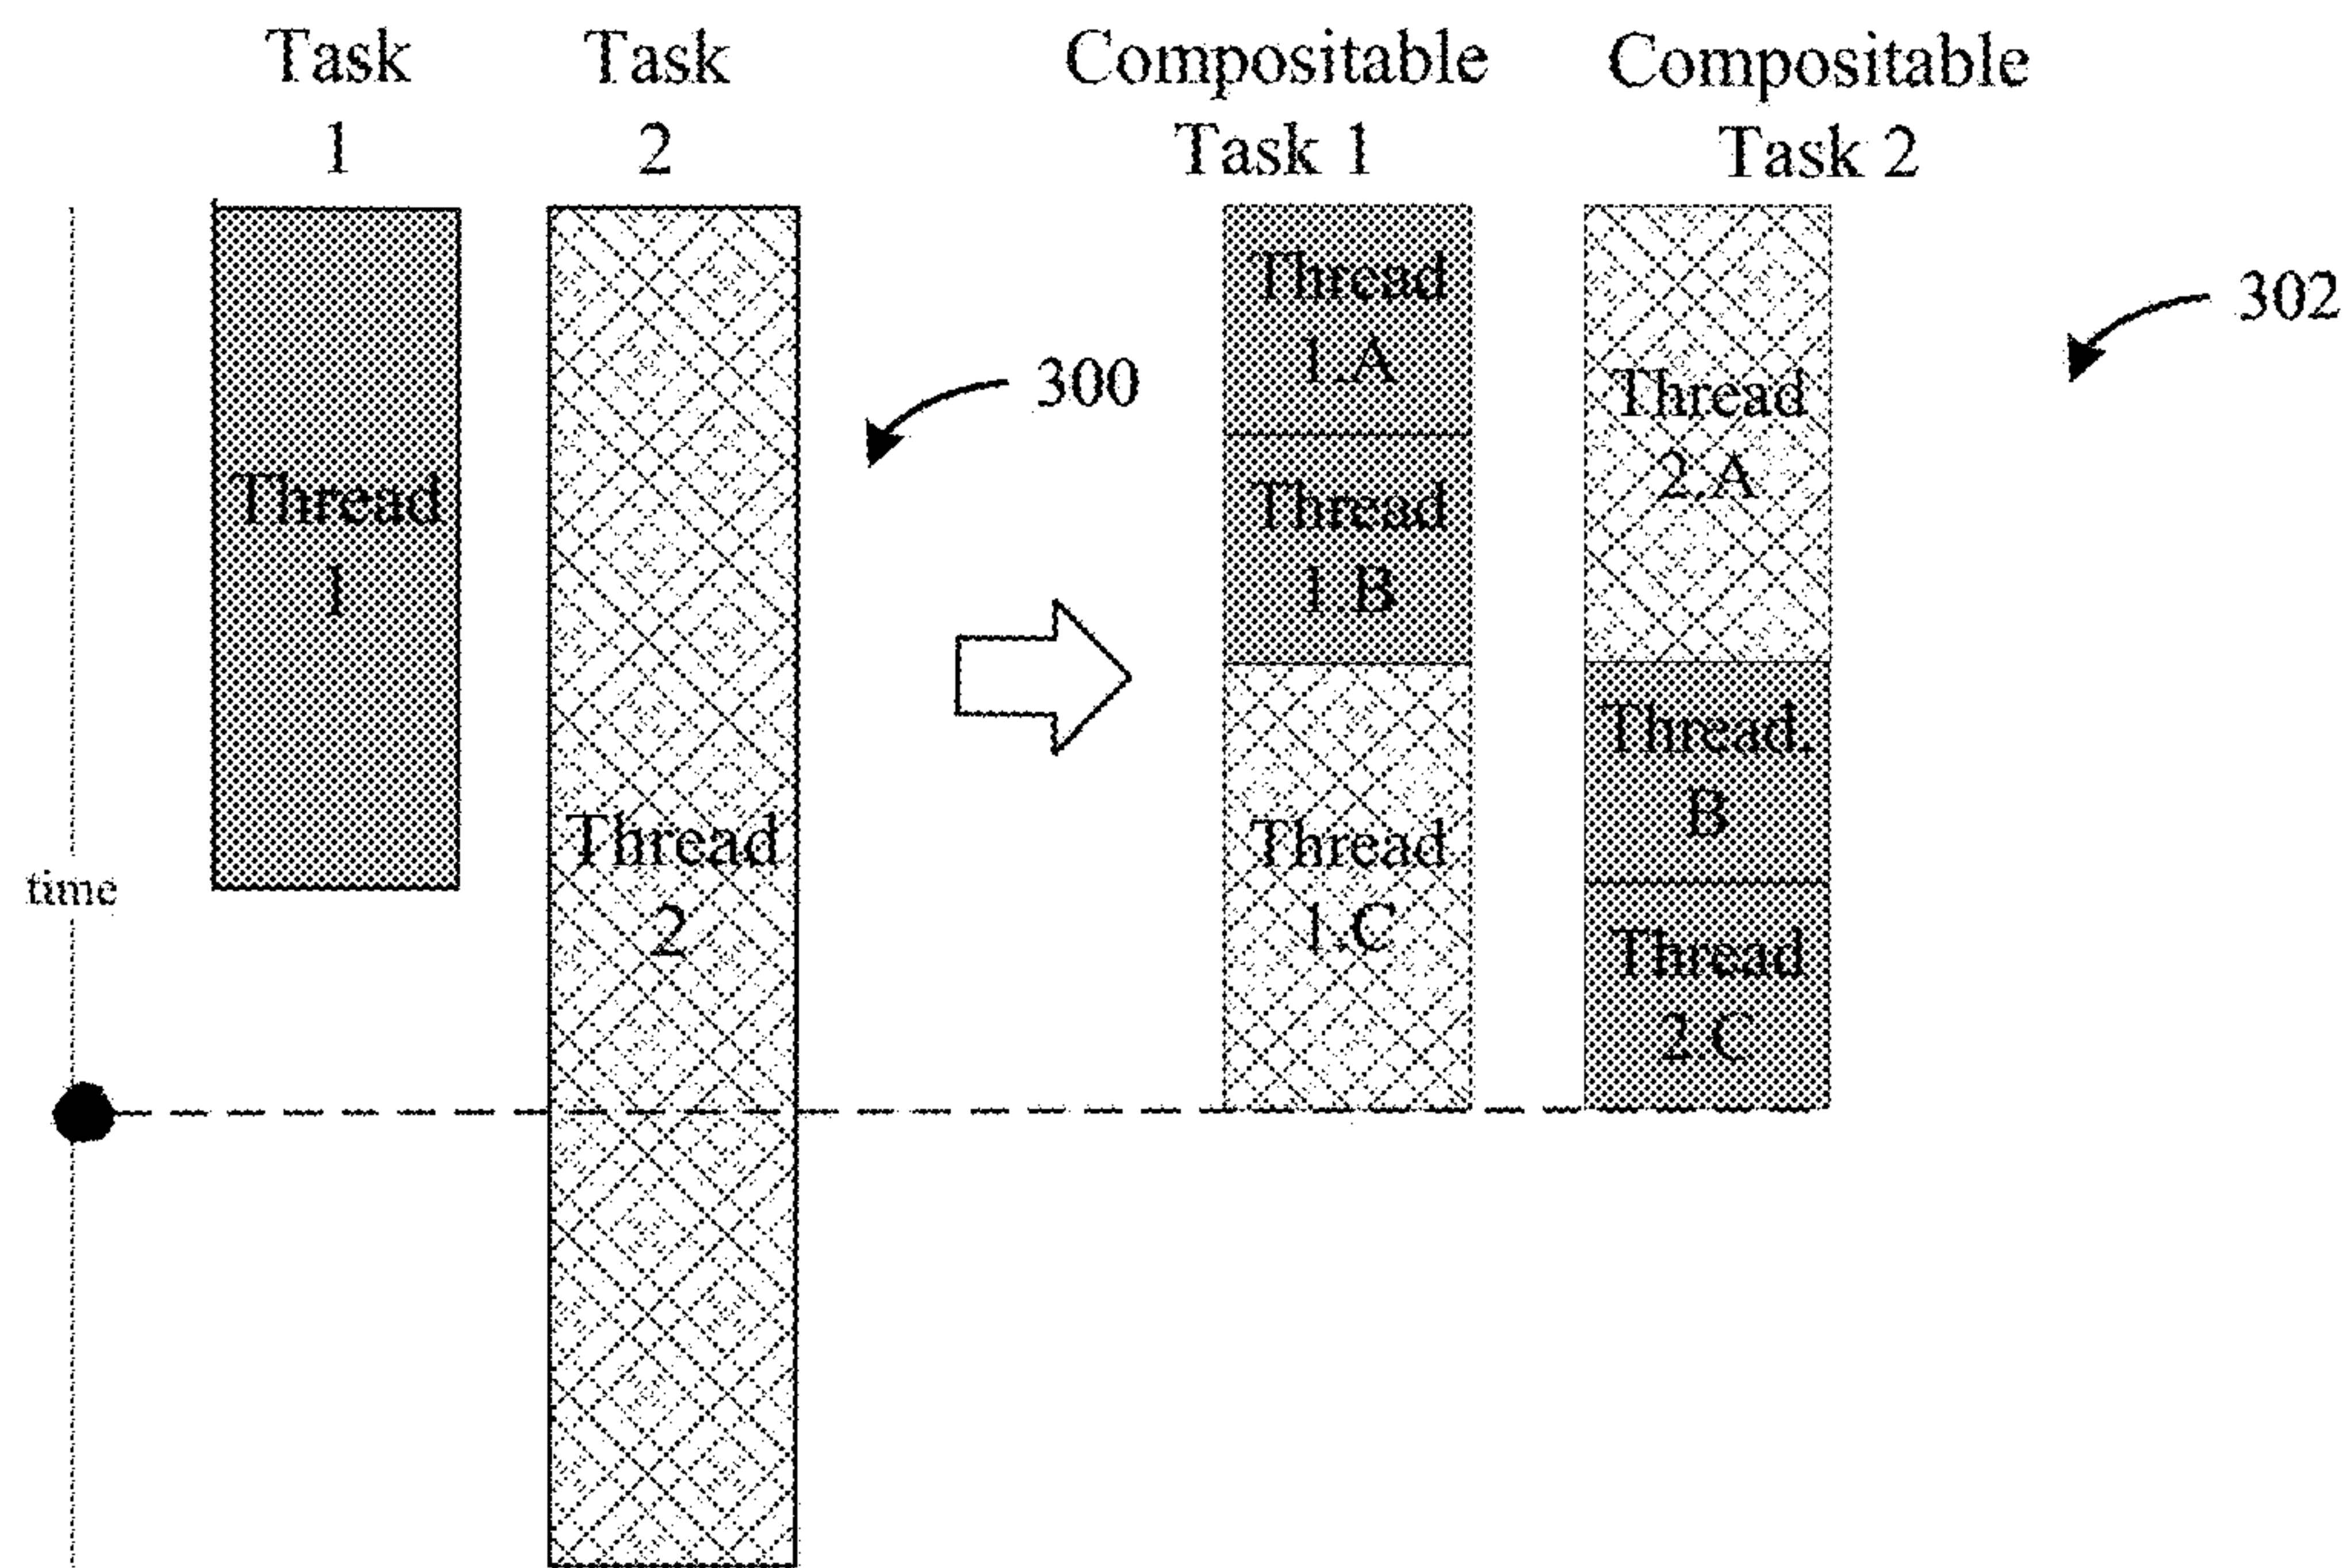 Task
1
Task
2
Compositable
Task 1
Compositable
Task 2
Thread
1
Thread
2
300
Thread
1.A
Thread
1.B
Thread
1.C
Thread
2.A
Thread.
B
Thread
2.C
302
time